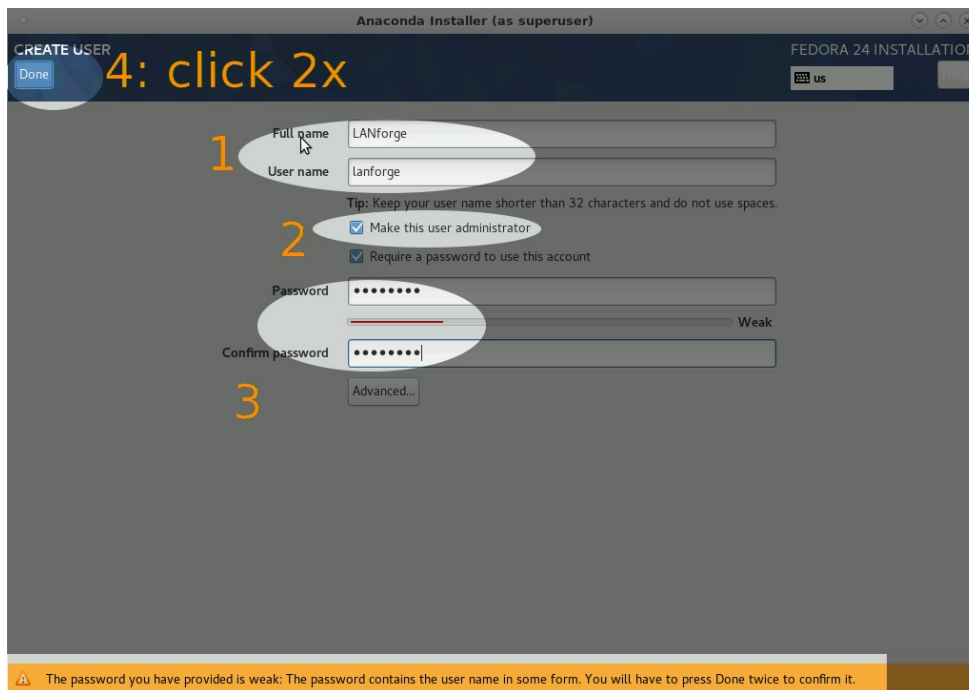 Anaconda Installer (as superuser)
CREATE USER
FEDORA 24 INSTALLATION
Done
4: click 2x
us
Help
1
Full name
LANforge
User name
lanforge
Tip: Keep your user name shorter than 32 characters and do not use spaces.
2
Make this user administrator
Require a password to use this account
Password
••••••••
Weak
Confirm password
••••••••
3
Advanced...
The password you have provided is weak: The password contains the user name in some form. You will have to press Done twice to confirm it.